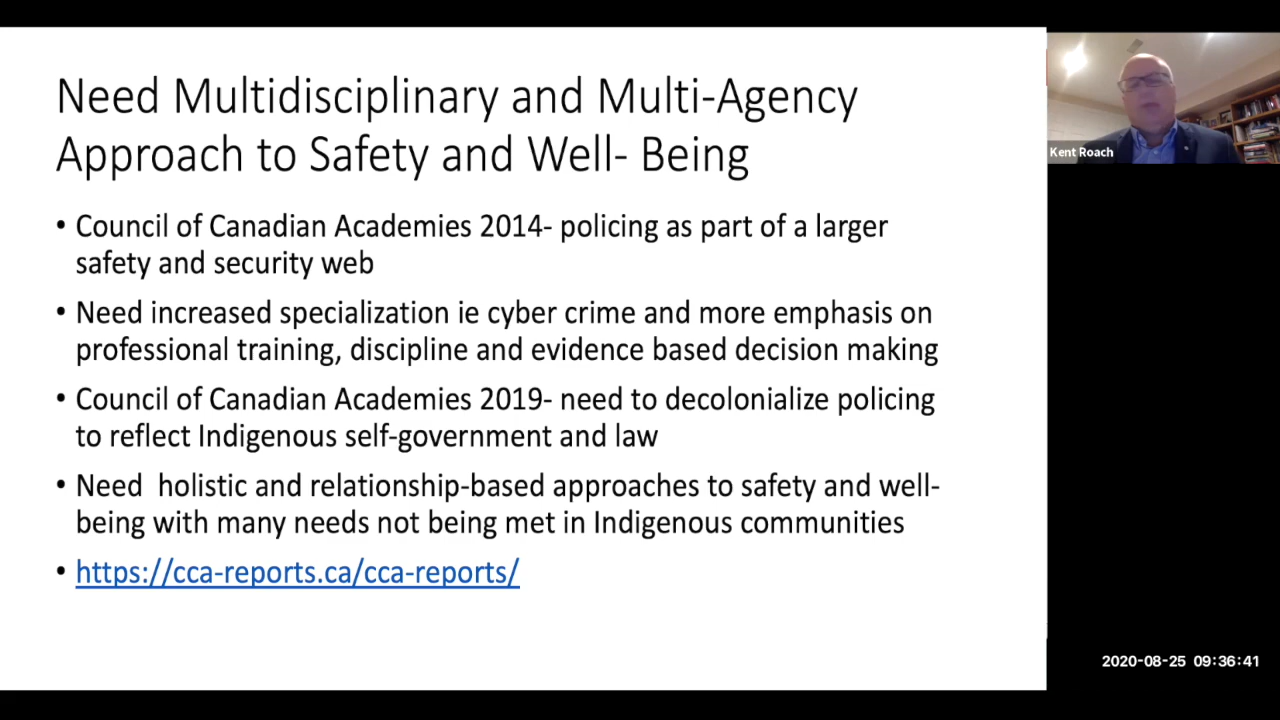 Need Multidisciplinary and Multi-Agency
Approach to Safety and Well- Being
• Council of Canadian Academies 2014- policing as part of a larger
safety and security web
• Need increased specialization ie cyber crime and more emphasis on
professional training, discipline and evidence based decision making
• Council of Canadian Academies 2019- need to decolonialize policing
to reflect Indigenous self-government and law
• Need  holistic and relationship-based approaches to safety and well-
being with many needs not being met in Indigenous communities
• https://cca-reports.ca/cca-reports/
Kent Roach
2020-08-25 09:36:41